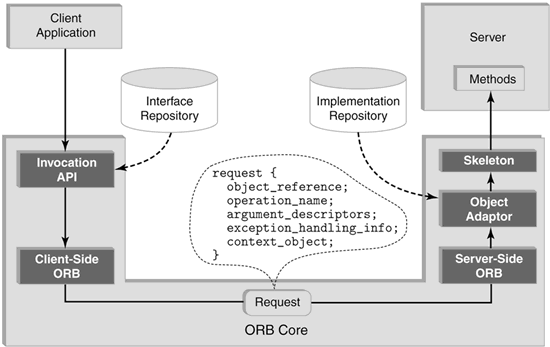 Client
Application
Server
Methods
Interface
Repository
Implementation
Repository
Invocation
API
Skeleton
request {
object_reference;
operation_name;
argument_descriptors;
exception_handling_info;
context_object;
}
Object
Adaptor
Client-Side
ORB
Server-Side
ORB
Request
ORB Core